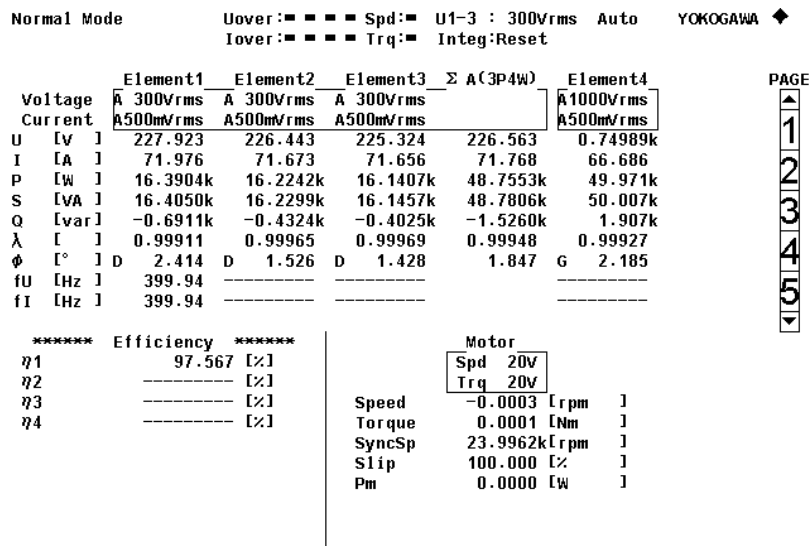 Normal Mode Uover:= = = = Spd:= U1-3 : 300Vrms Auto YOKOGAWA ◆
Iover:= = = = Trq:= Integ:Reset
Element1 Element2 Element3 Σ A(3P4W) Element4 PAGE
Voltage A 300Vrms A 300Vrms A 300Vrms A1000Vrms
Current A500mVrms A500mVrms A500mVrms A500mVrms
U [V ] 227.923 226.443 225.324 226.563 0.74989k 1
I [A ] 71.976 71.673 71.656 71.768 66.686
P [W ] 16.3904k 16.2242k 16.1407k 48.7553k 49.971k 2
S [VA ] 16.4050k 16.2299k 16.1457k 48.7806k 50.007k
Q [var] -0.6911k -0.4324k -0.4025k -1.5260k 1.907k 3
λ [ ] 0.99911 0.99965 0.99969 0.99948 0.99927
ϕ [° ] D 2.414 D 1.526 D 1.428 1.847 G 2.185 4
fU [Hz ] 399.94 --------- --------- ---------
fI [Hz ] 399.94 --------- --------- --------- 5
****** Efficiency ****** Motor
η1 97.567 [%] Spd 20V
η2 --------- [%] Trq 20V
η3 --------- [%] Speed -0.0003 [rpm ]
η4 --------- [%] Torque 0.0001 [Nm ]
SyncSp 23.9962k[rpm ]
Slip 100.000 [% ]
Pm 0.0000 [W ]